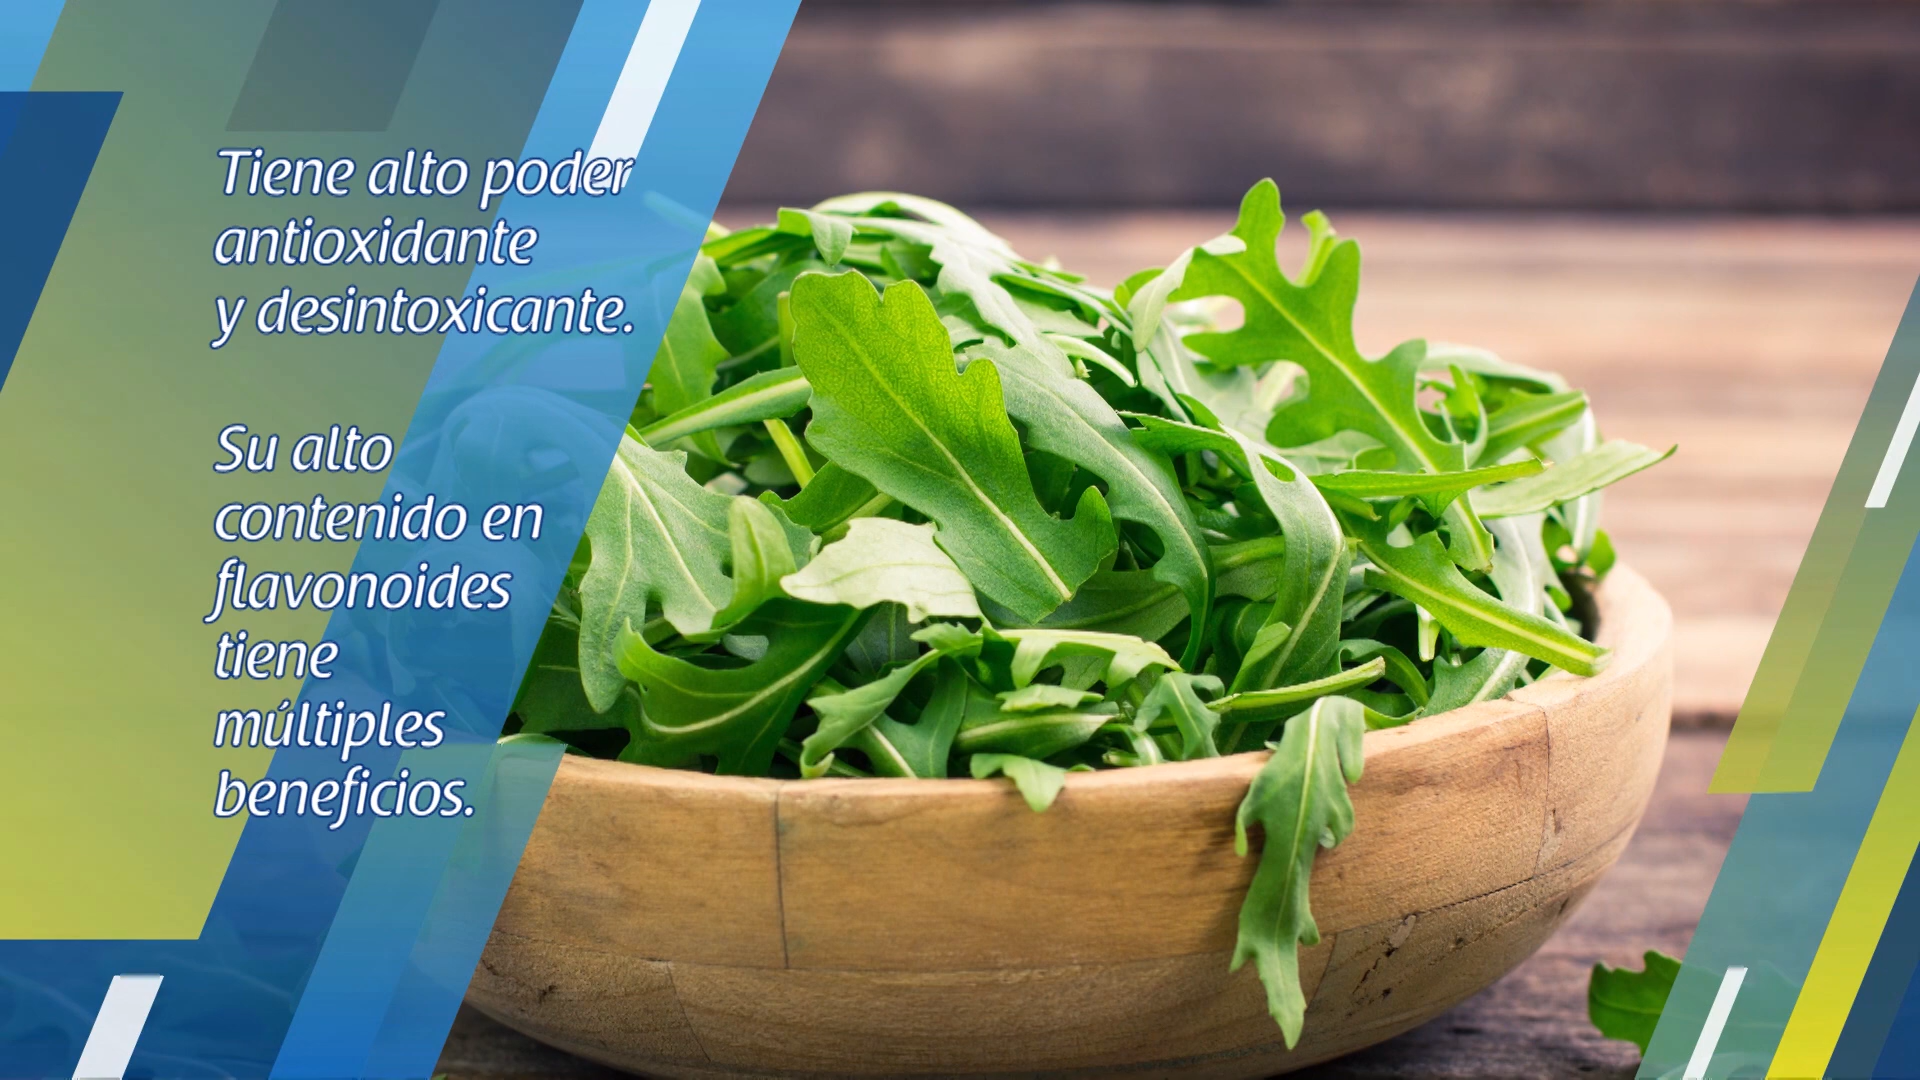 Tiene alto poder
antioxidante
y desintoxicante.
Su alto
contenido en
flavonoides
tiene
múltiples
beneficios.